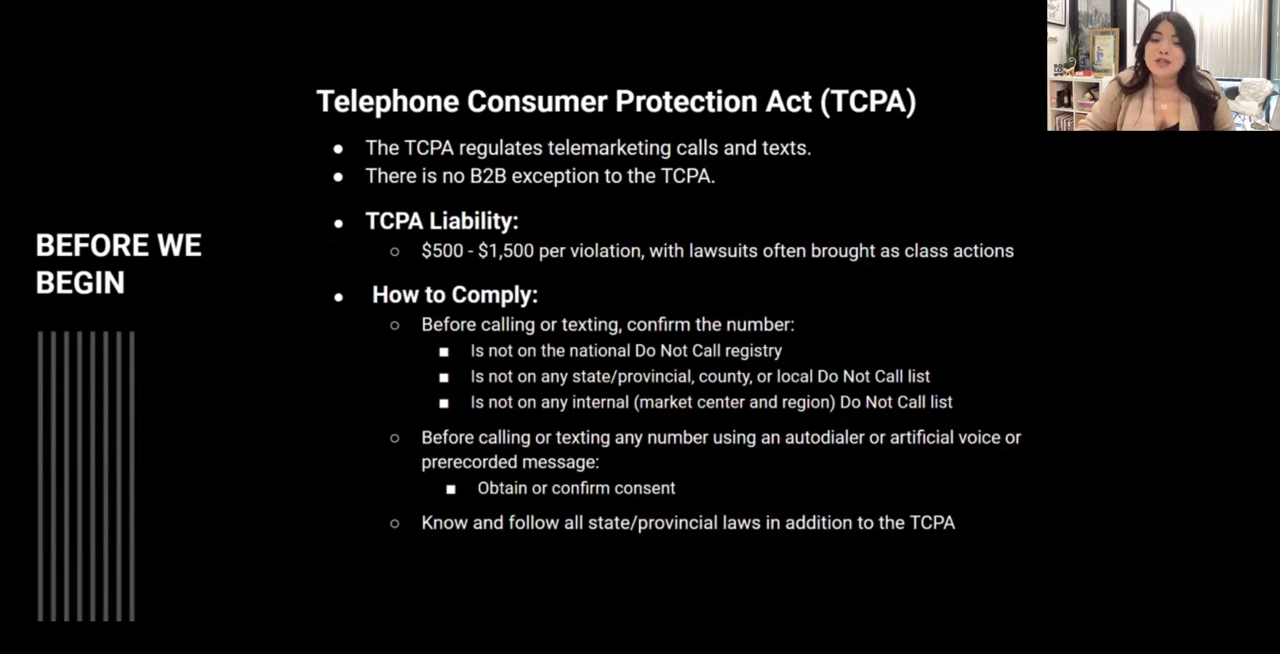 Telephone Consumer Protection Act (TCPA)
● The TCPA regulates telemarketing calls and texts.
● There is no B2B exception to the TCPA.
● TCPA Liability:
○ $500 - $1,500 per violation, with lawsuits often brought as class actions
BEFORE WE
BEGIN
● How to Comply:
○ Before calling or texting, confirm the number:
■ Is not on the national Do Not Call registry
■ Is not on any state/provincial, county, or local Do Not Call list
■ Is not on any internal (market center and region) Do Not Call list
○ Before calling or texting any number using an autodialer or artificial voice or
prerecorded message:
■ Obtain or confirm consent
○ Know and follow all state/provincial laws in addition to the TCPA